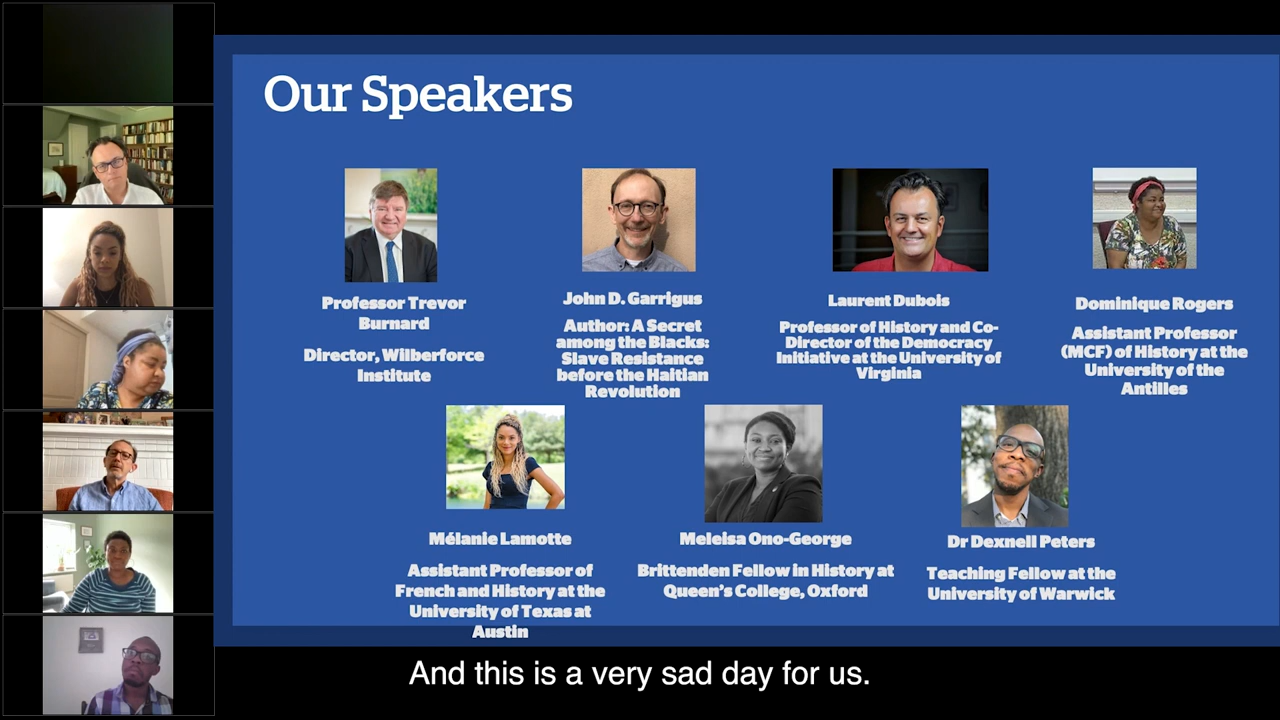 Our Speakers
Professor Trevor
Burnard
Director, Wilberforce
Institute
John D. Garrigus
Author: A Secret
among the Blacks:
Slave Resistance
before the Haitian
Revolution
Laurent Dubois
Professor of History and Co-
Director of the Democracy
Initiative at the University of
Virginia
Dominique Rogers
Assistant Professor
(MCF) of History at the
University of the
Antilles
Mélanie Lamotte
Assistant Professor of
French and History at the
University of Texas at
Austin
Meleisa Ono-George
Brittenden Fellow in History at
Queen's College, Oxford
Dr Dexnell Peters
Teaching Fellow at the
University of Warwick
And this is a very sad day for us.